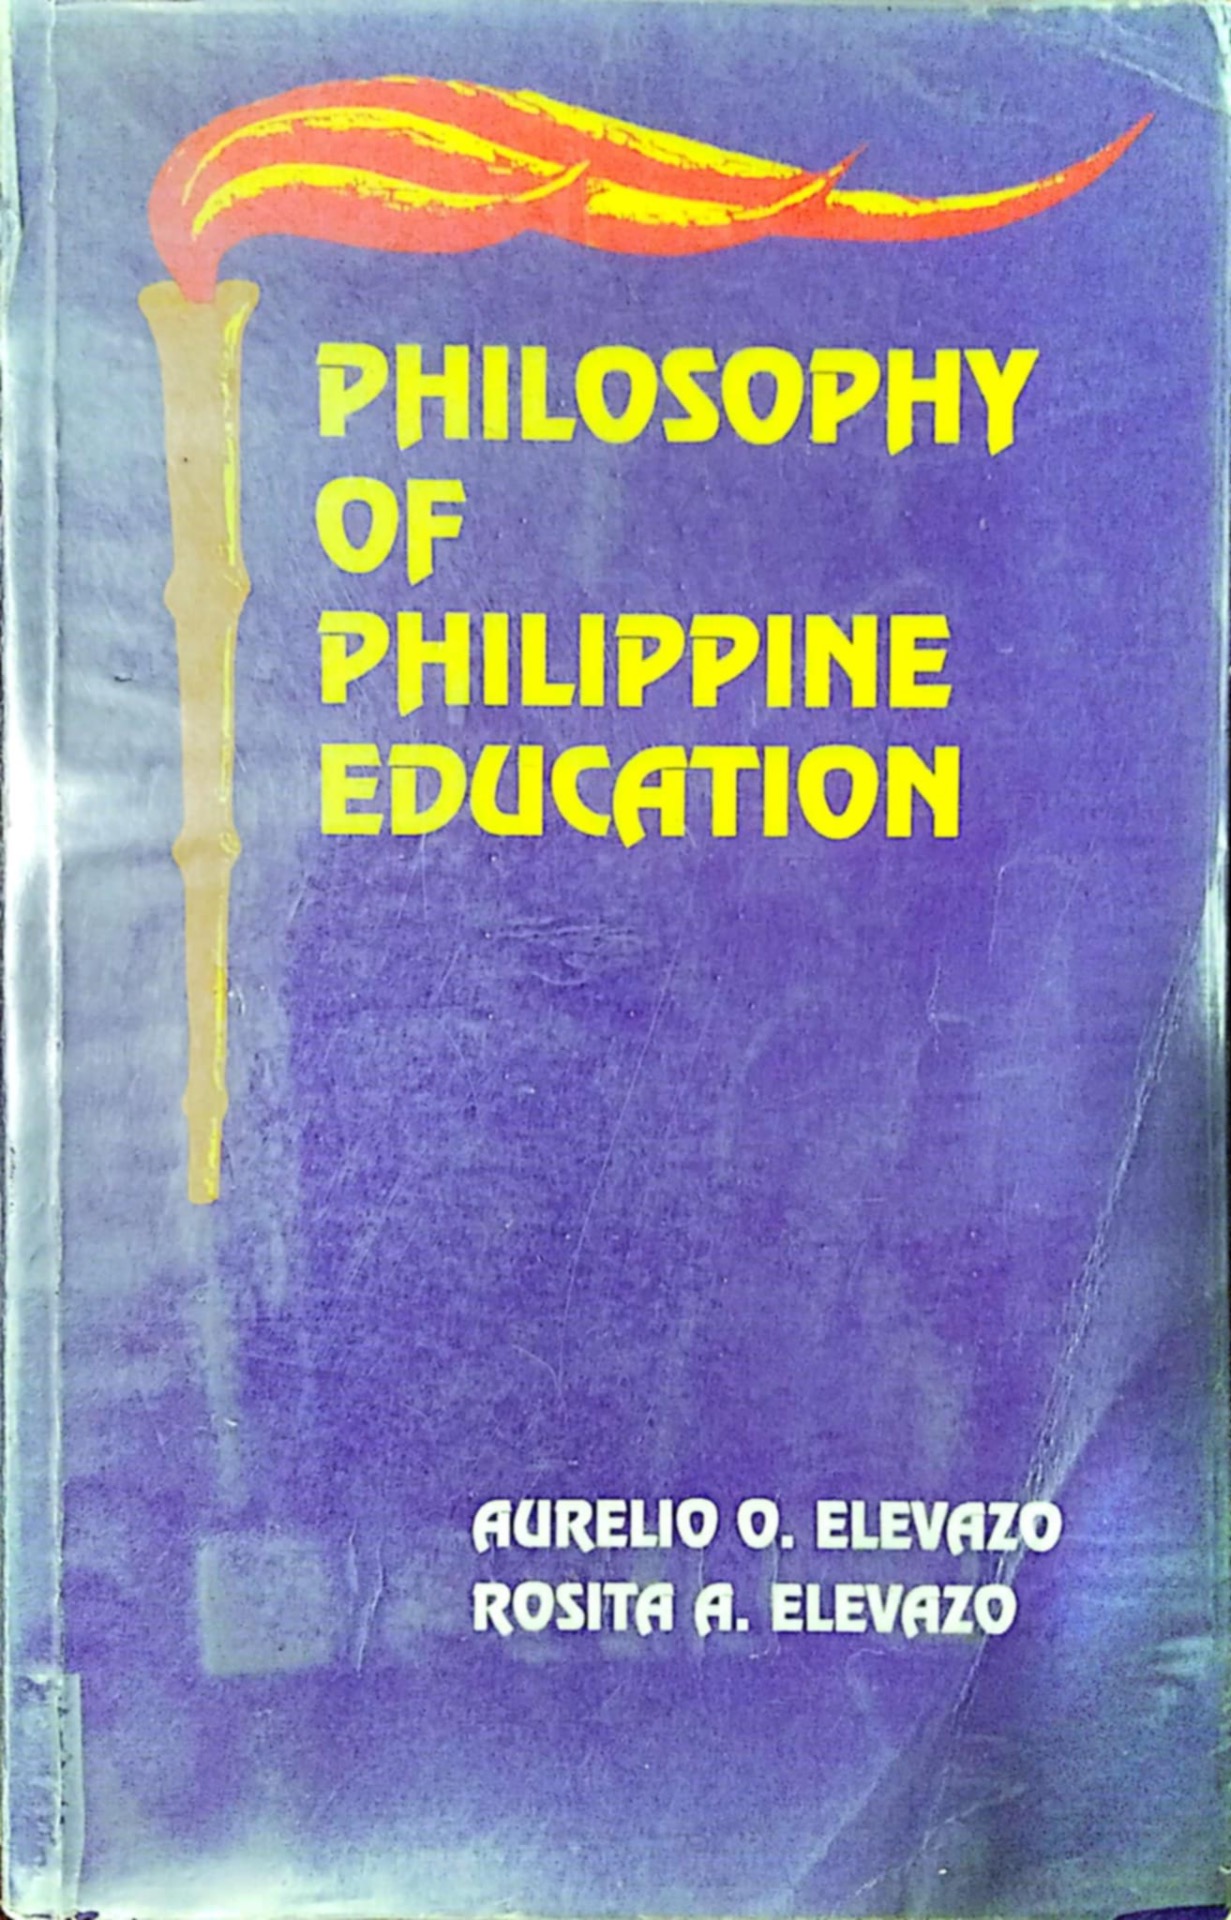 PHILOSOPHY
OF
PHILIPPINE
EDUCATION
AURELIO O. ELEVAZO
ROSITA A. ELEVAZO